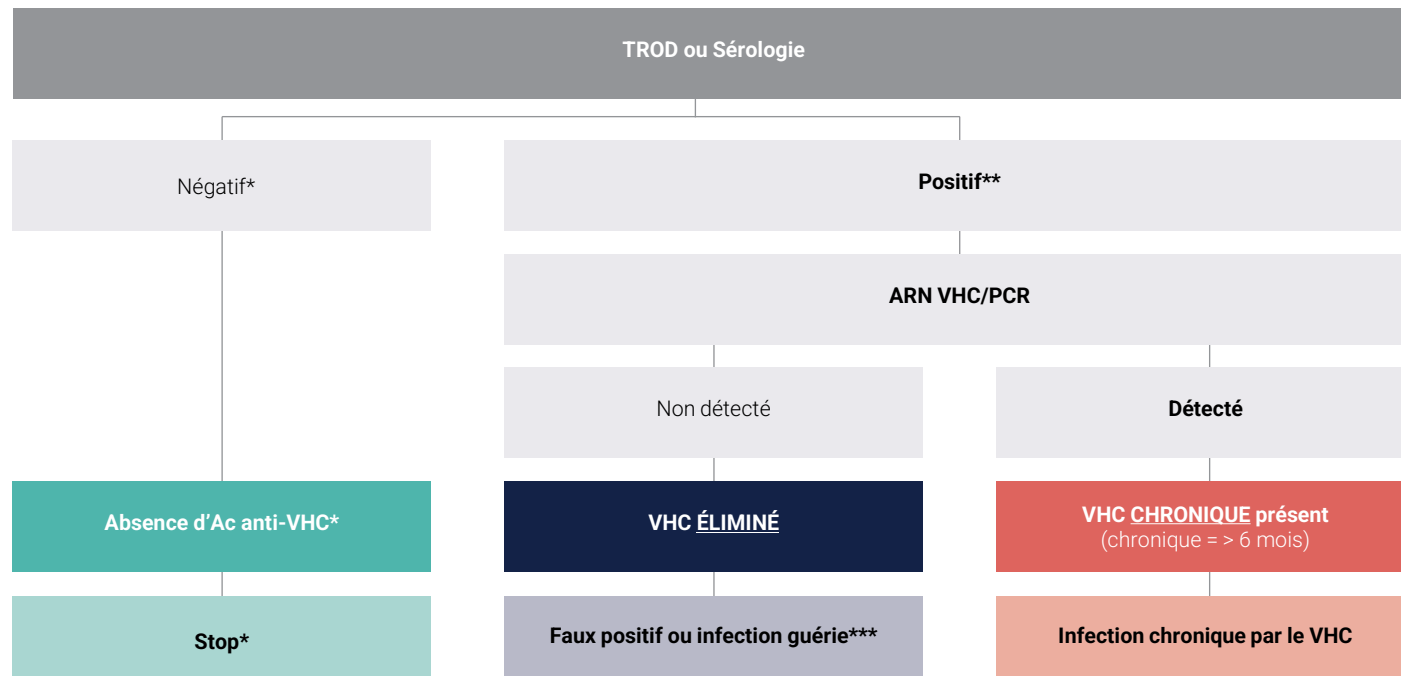 TROD ou Sérologie
Négatif*
Positif**
ARN VHC/PCR
Non détecté
Détecté
Absence d’Ac anti-VHC*
VHC ÉLIMINÉ
VHC CHRONIQUE présent
(chronique = > 6 mois)
Stop*
Faux positif ou infection guérie***
Infection chronique par le VHC